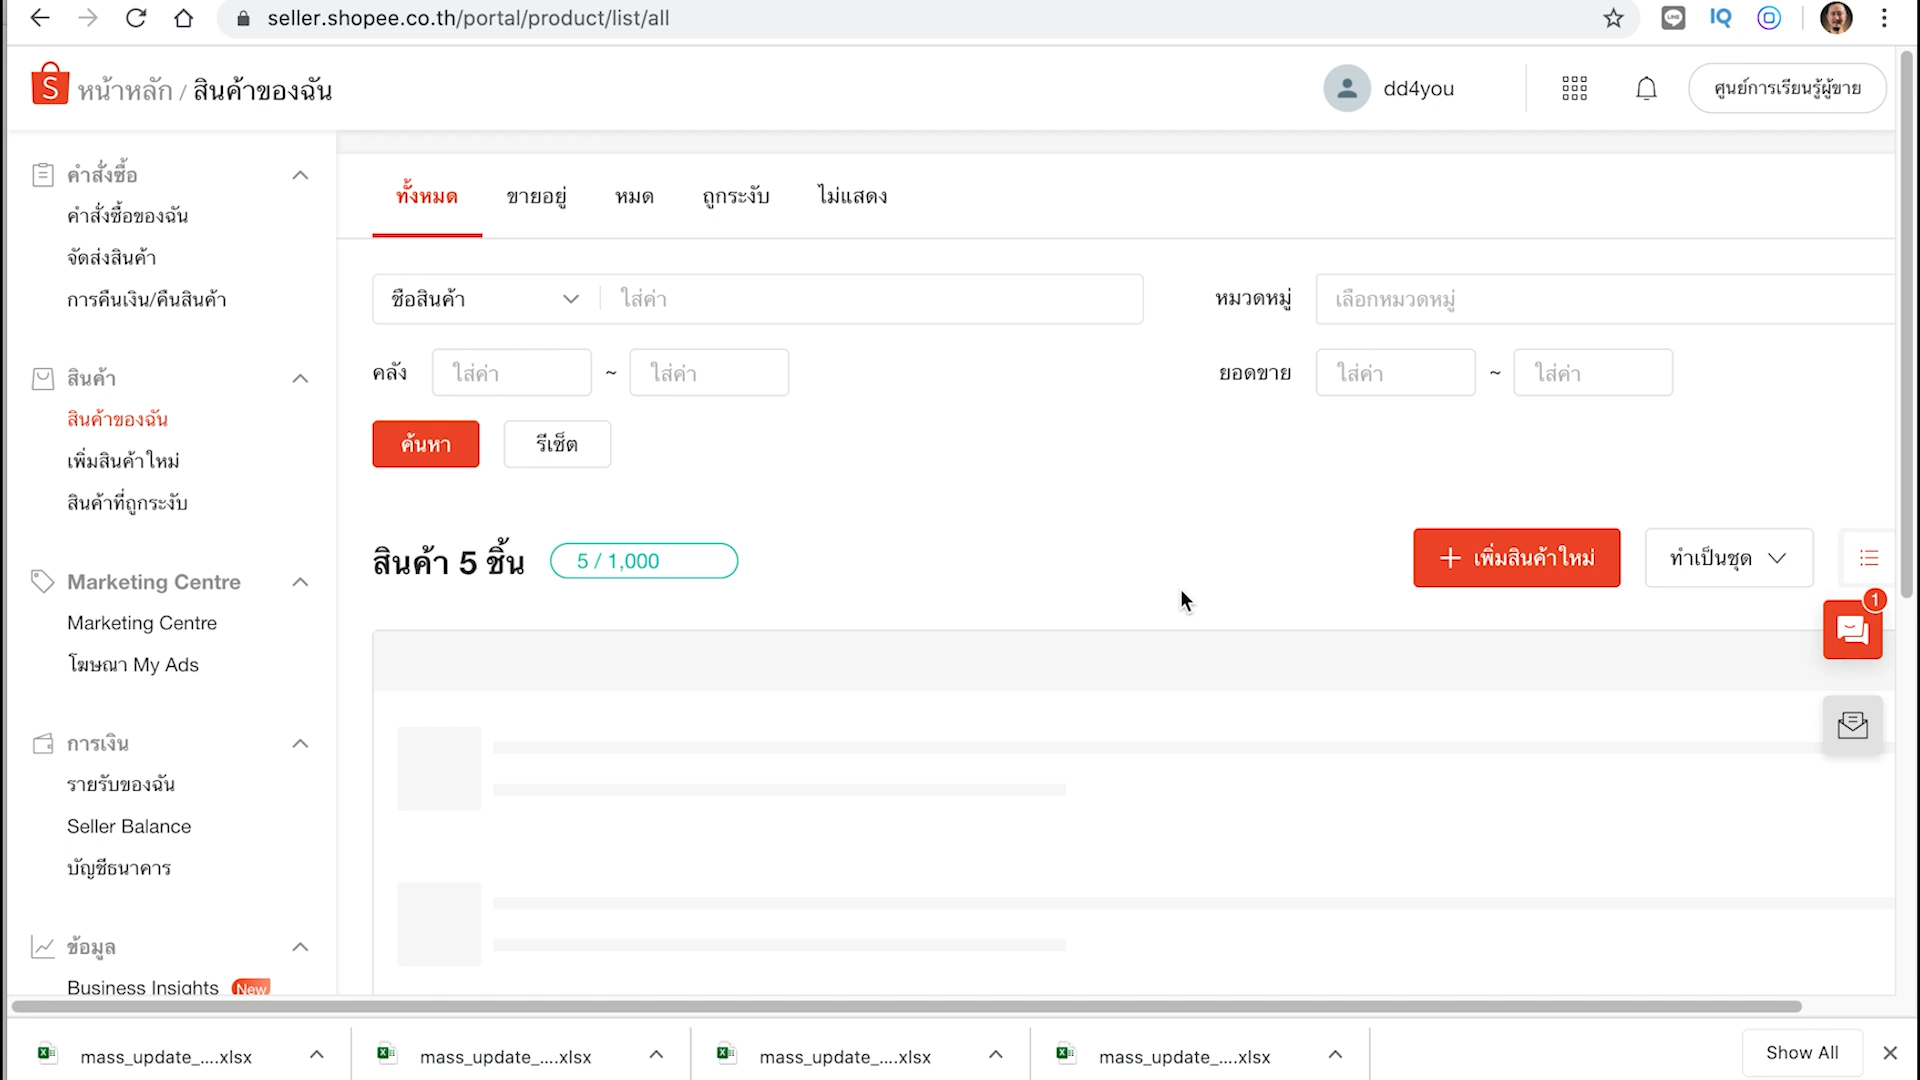 seller.shopee.co.th/portal/product/list/all
หน้าหลัก / สินค้าของฉัน
dd4you
ศูนย์การเรียนรู้ผู้ขาย
คำสั่งซื้อ
คำสั่งซื้อของฉัน
จัดส่งสินค้า
การคืนเงิน/คืนสินค้า
สินค้า
สินค้าของฉัน
เพิ่มสินค้าใหม่
สินค้าที่ถูกระงับ
Marketing Centre
Marketing Centre
โฆษณา My Ads
การเงิน
รายรับของฉัน
Seller Balance
บัญชีธนาคาร
ข้อมูล
Business Insights New
ทั้งหมด ขายอยู่ หมด ถูกระงับ ไม่แสดง
ชื่อสินค้า ใส่ค่า หมวดหมู่ เลือกหมวดหมู่
คลัง ใส่ค่า ~ ใส่ค่า ยอดขาย ใส่ค่า ~ ใส่ค่า
ค้นหา รีเซ็ต
สินค้า 5 ชิ้น 5 / 1,000 เพิ่มสินค้าใหม่ ทำเป็นชุด
1
mass_update_....xlsx mass_update_....xlsx mass_update_....xlsx mass_update_....xlsx Show All